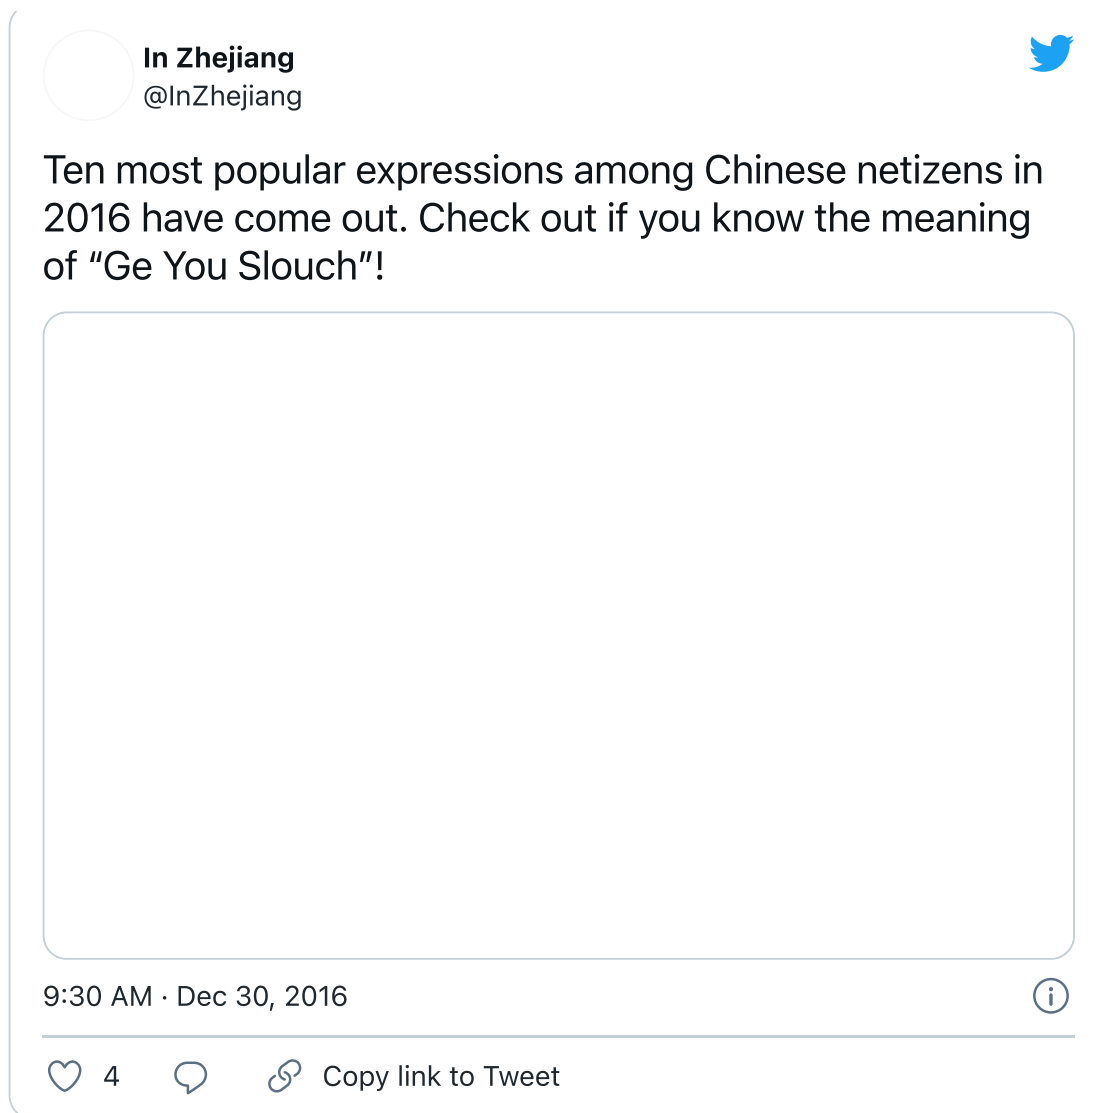 In Zhejiang
@InZhejiang
Ten most popular expressions among Chinese netizens in
2016 have come out. Check out if you know the meaning
of “Ge You Slouch”!
9:30 AM · Dec 30, 2016
4
Copy link to Tweet